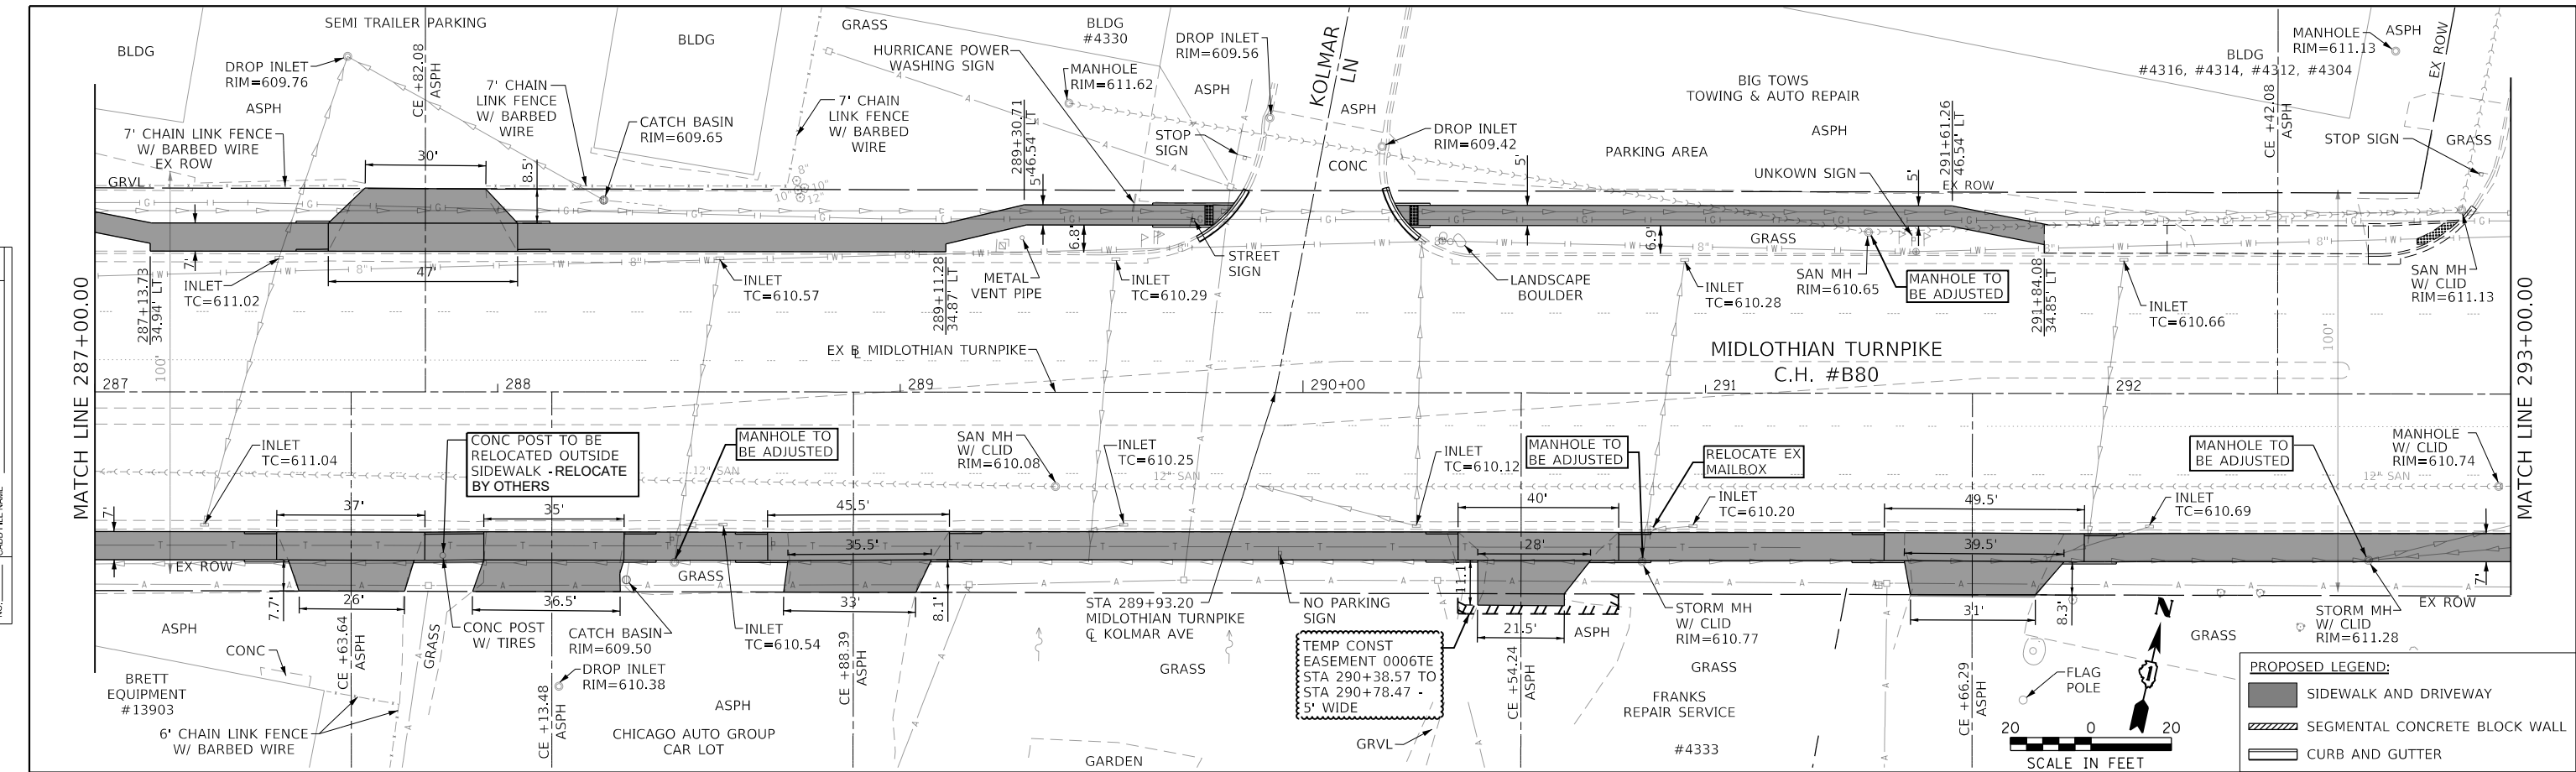 SEMI TRAILER PARKING
BLDG
DROP INLET
RIM=609.76
ASPH
CE +82.08
ASPH
7' CHAIN
LINK FENCE
W/ BARBED
WIRE
7' CHAIN LINK FENCE
W/ BARBED WIRE
EX ROW
GRVL
30'
8.5'
BLDG
CATCH BASIN
RIM=609.65
GRASS
7' CHAIN
LINK FENCE
W/ BARBED
WIRE
HURRICANE POWER
WASHING SIGN
BLDG
#4330
MANHOLE
RIM=611.62
DROP INLET
RIM=609.56
ASPH
STOP
SIGN
KOLMAR
LN
ASPH
CONC
DROP INLET
RIM=609.42
BIG TOWS
TOWING & AUTO REPAIR
ASPH
PARKING AREA
UNKOWN SIGN
EX ROW
BLDG
#4316, #4314, #4312, #4304
MANHOLE
RIM=611.13
ASPH
EX ROW
CE +42.08
ASPH
STOP SIGN
GRASS
8"
10"
10"
12"
289+30.71
46.54' LT
5'
5'
291+61.26
46.54' LT
5'
7'
47'
100'
287+13.73
34.94' LT
INLET
TC=611.02
8"
8"
INLET
TC=610.57
289+11.28
34.87' LT
METAL
VENT PIPE
6.8'
STREET
SIGN
INLET
TC=610.29
LANDSCAPE
BOULDER
6.9'
8"
GRASS
INLET
TC=610.28
SAN MH
RIM=610.65
MANHOLE TO
BE ADJUSTED
291+84.08
34.85' LT
8"
INLET
TC=610.66
8"
100'
SAN MH
W/ CLID
RIM=611.13
MATCH LINE 287+00.00
MATCH LINE 293+00.00
EX B MIDLOTHIAN TURNPIKE
MIDLOTHIAN TURNPIKE
C.H. #B80
287
288
289
290+00
291
292
INLET
TC=611.04
CONC POST TO BE
RELOCATED OUTSIDE
SIDEWALK - RELOCATE
BY OTHERS
MANHOLE TO
BE ADJUSTED
12" SAN
SAN MH
W/ CLID
RIM=610.08
INLET
TC=610.25
12" SAN
INLET
TC=610.12
MANHOLE TO
BE ADJUSTED
RELOCATE EX
MAILBOX
INLET
TC=610.20
MANHOLE TO
BE ADJUSTED
INLET
TC=610.69
12" SAN
MANHOLE
W/ CLID
RIM=610.74
7'
37'
35'
45.5'
35.5'
40'
28'
49.5'
39.5'
7'
EX ROW
7.7'
26'
36.5'
GRASS
33'
8.1'
11.1'
21.5'
31'
8.3'
EX ROW
ASPH
CONC
BRETT
EQUIPMENT
#13903
6' CHAIN LINK FENCE
W/ BARBED WIRE
CE +63.64
ASPH
GRASS
CONC POST
W/ TIRES
CE +13.48
ASPH
CATCH BASIN
RIM=609.50
DROP INLET
RIM=610.38
INLET
TC=610.54
ASPH
CHICAGO AUTO GROUP
CAR LOT
CE +88.39
ASPH
STA 289+93.20
MIDLOTHIAN TURNPIKE
℄ KOLMAR AVE
GRASS
GARDEN
NO PARKING
SIGN
TEMP CONST
EASEMENT 0006TE
STA 290+38.57 TO
STA 290+78.47 -
5' WIDE
GRVL
CE +54.24
ASPH
ASPH
STORM MH
W/ CLID
RIM=610.77
GRASS
FRANKS
REPAIR SERVICE
#4333
CE +66.29
ASPH
FLAG
POLE
N
20 0 20
SCALE IN FEET
GRASS
STORM MH
W/ CLID
RIM=611.28
PROPOSED LEGEND:
SIDEWALK AND DRIVEWAY
SEGMENTAL CONCRETE BLOCK WALL
CURB AND GUTTER